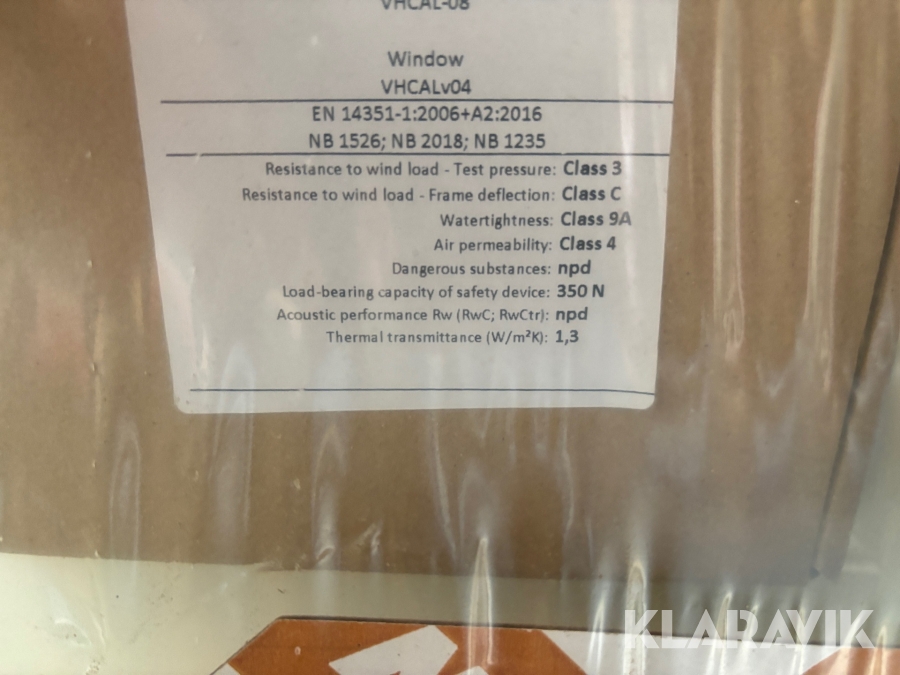 VHCAL-08
Window
VHCALv04
EN 14351-1:2006+A2:2016
NB 1526; NB 2018; NB 1235
Resistance to wind load - Test pressure: Class 3
Resistance to wind load - Frame deflection: Class C
Watertightness: Class 9A
Air permeability: Class 4
Dangerous substances: npd
Load-bearing capacity of safety device: 350 N
Acoustic performance Rw (RwC; RwCtr): npd
Thermal transmittance (W/m²K): 1,3
KLARAVIK